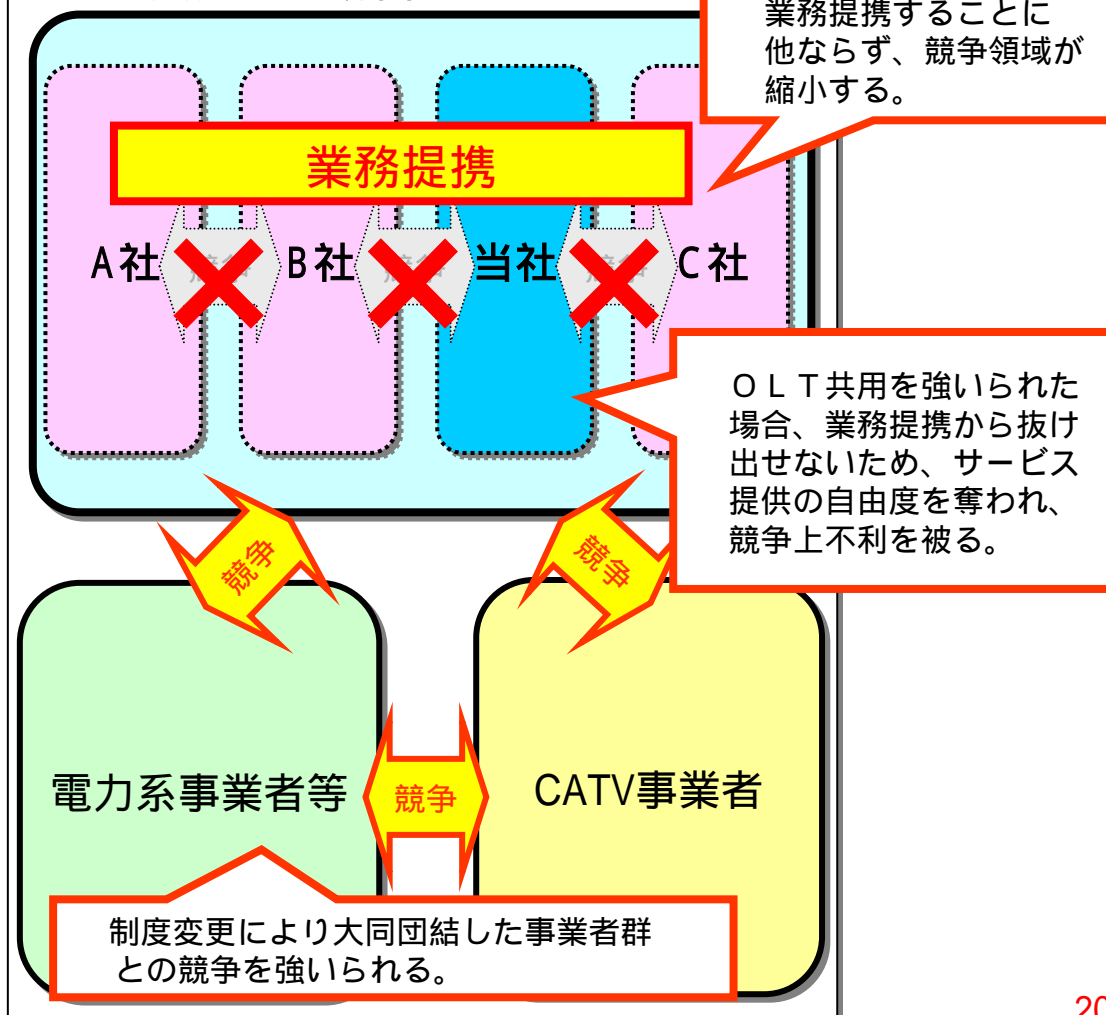 業務提携することに
他ならず、競争領域が
縮小する。
業務提携
A社
B社
当社
C社
ＯＬＴ共用を強いられた
場合、業務提携から抜け
出せないため、サービス
提供の自由度を奪われ、
競争上不利を被る。
競争
競争
電力系事業者等
競争
CATV事業者
制度変更により大同団結した事業者群
との競争を強いられる。
20